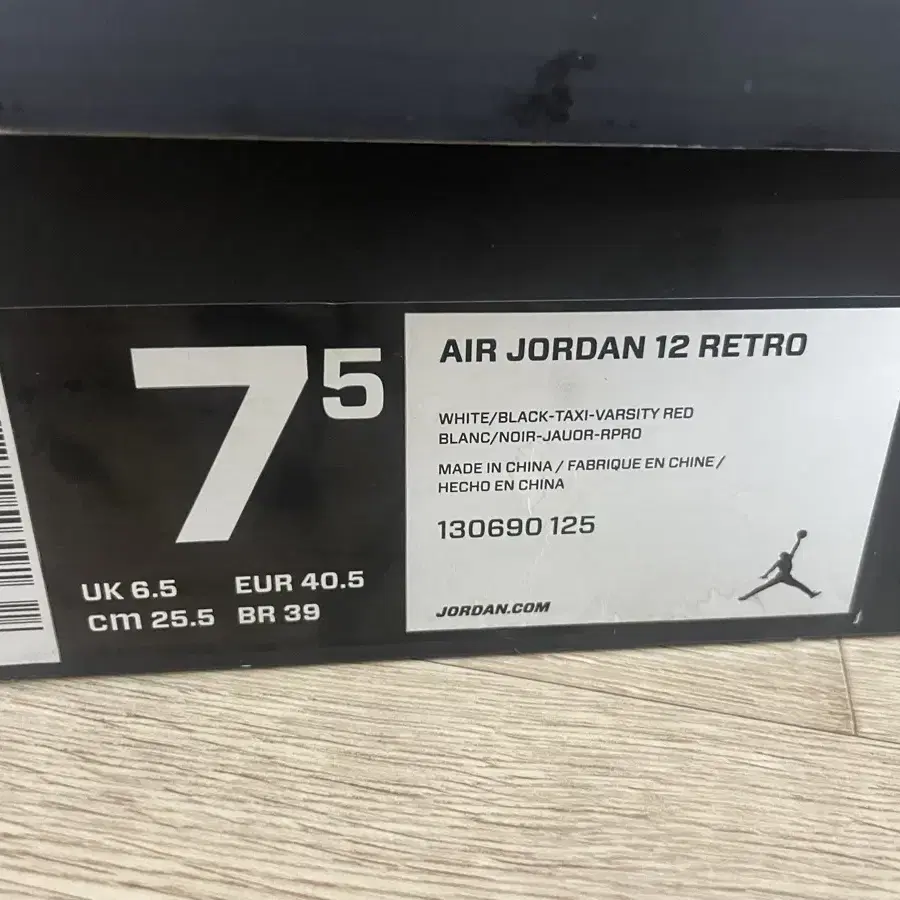 7 5
UK 6.5 EUR 40.5
cm 25.5 BR 39
AIR JORDAN 12 RETRO
WHITE/BLACK-TAXI-VARSITY RED
BLANC/NOIR-JAUOR-RPRO
MADE IN CHINA / FABRIQUE EN CHINE /
HECHO EN CHINA
130690 125
JORDAN.COM